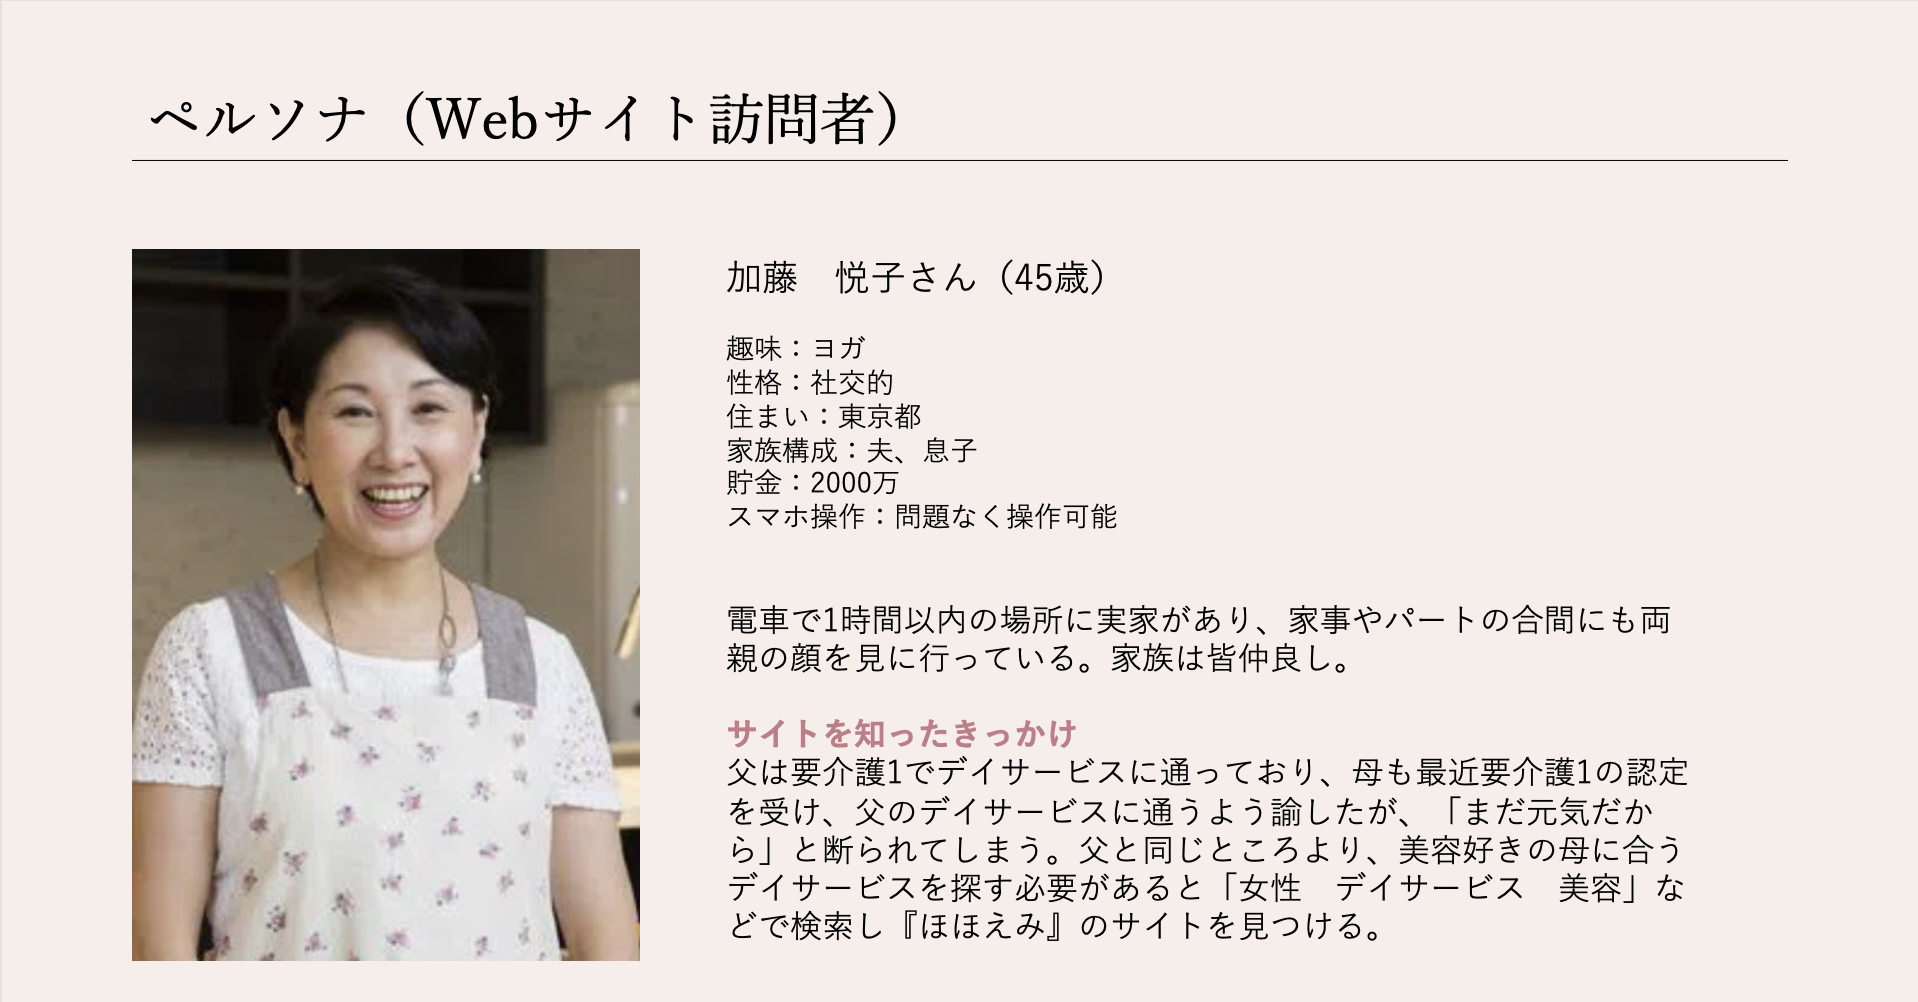 ペルソナ（Webサイト訪問者）
加藤　悦子さん（45歳）
趣味：ヨガ
性格：社交的
住まい：東京都
家族構成：夫、息子
貯金：2000万
スマホ操作：問題なく操作可能
電車で1時間以内の場所に実家があり、家事やパートの合間にも両
親の顔を見に行っている。家族は皆仲良し。
サイトを知ったきっかけ
父は要介護1でデイサービスに通っており、母も最近要介護1の認定
を受け、父のデイサービスに通うよう諭したが、「まだ元気だか
ら」と断られてしまう。父と同じところより、美容好きの母に合う
デイサービスを探す必要があると「女性　デイサービス　美容」な
どで検索し『ほほえみ』のサイトを見つける。